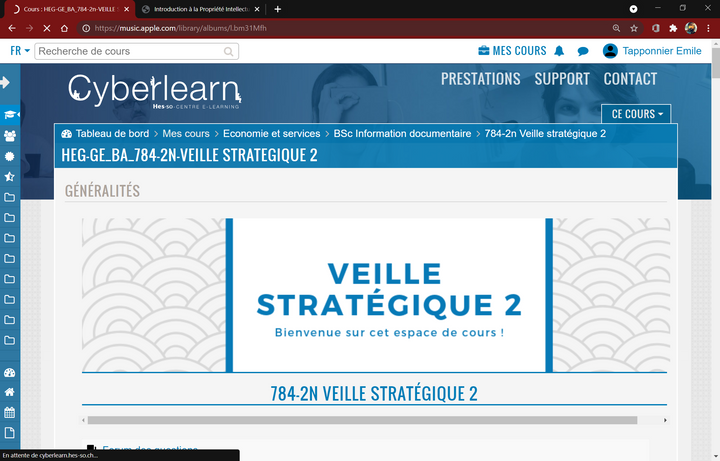 Cours : HEG-GE_BA_784-2N-VEILLE S
Introduction à la Propriété Intellectu
https://music.apple.com/library/albums/l.bm31Mfh
FR
Recherche de cours
MES COURS
Tapponnier Emile
Cyberlearn
Hes·so CENTRE E-LEARNING
PRESTATIONS SUPPORT CONTACT
CE COURS
Tableau de bord > Mes cours > Economie et services > BSc Information documentaire > 784-2n Veille stratégique 2
HEG-GE_BA_784-2N-VEILLE STRATEGIQUE 2
GÉNÉRALITÉS
VEILLE
STRATÉGIQUE 2
Bienvenue sur cet espace de cours !
784-2N VEILLE STRATÉGIQUE 2
Forum des questions
En attente de cyberlearn.hes-so.ch...